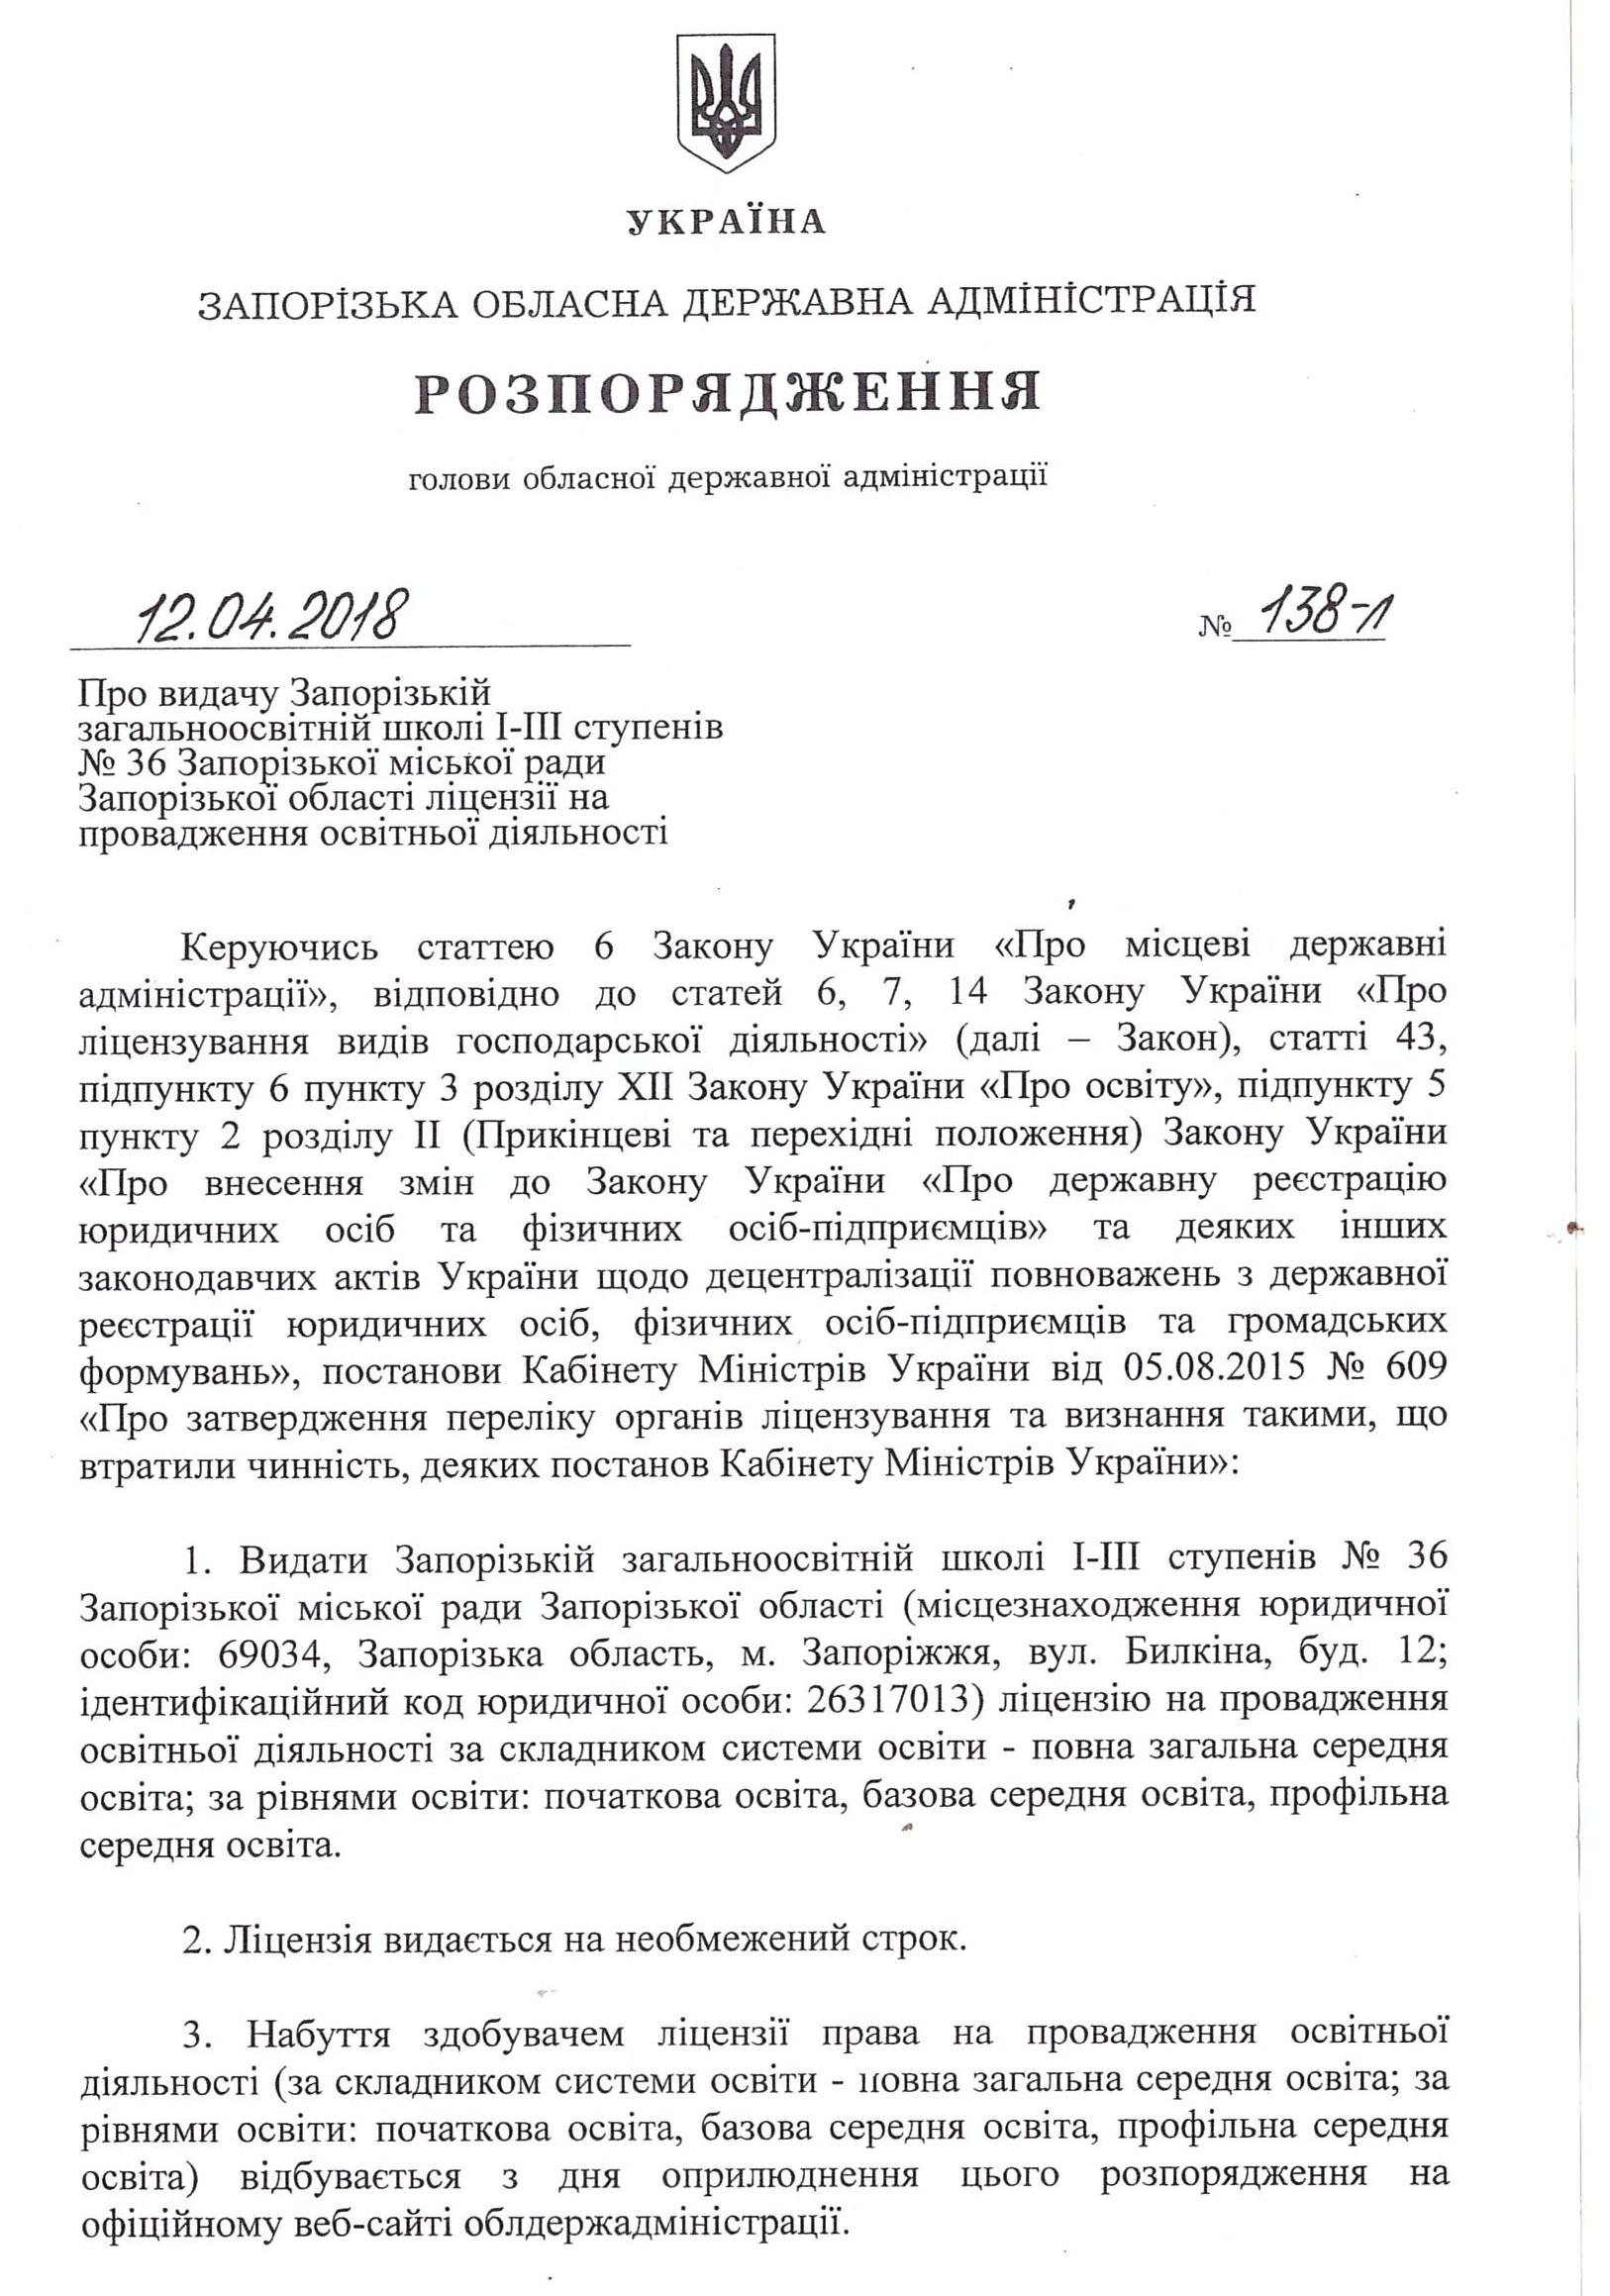 УКРАЇНА
ЗАПОРІЗЬКА ОБЛАСНА ДЕРЖАВНА АДМІНІСТРАЦІЯ
РОЗПОРЯДЖЕННЯ
голови обласної державної адміністрації
12.04.2018 № 138-л
Про видачу Запорізькій
загальноосвітній школі І-ІІІ ступенів
№ 36 Запорізької міської ради
Запорізької області ліцензії на
провадження освітньої діяльності
Керуючись статтею 6 Закону України «Про місцеві державні
адміністрації», відповідно до статей 6, 7, 14 Закону України «Про
ліцензування видів господарської діяльності» (далі – Закон), статті 43,
підпункту 6 пункту 3 розділу ХІІ Закону України «Про освіту», підпункту 5
пункту 2 розділу ІІ (Прикінцеві та перехідні положення) Закону України
«Про внесення змін до Закону України «Про державну реєстрацію
юридичних осіб та фізичних осіб-підприємців» та деяких інших
законодавчих актів України щодо децентралізації повноважень з державної
реєстрації юридичних осіб, фізичних осіб-підприємців та громадських
формувань», постанови Кабінету Міністрів України від 05.08.2015 № 609
«Про затвердження переліку органів ліцензування та визнання такими, що
втратили чинність, деяких постанов Кабінету Міністрів України»:
1. Видати Запорізькій загальноосвітній школі І-ІІІ ступенів № 36
Запорізької міської ради Запорізької області (місцезнаходження юридичної
особи: 69034, Запорізька область, м. Запоріжжя, вул. Билкіна, буд. 12;
ідентифікаційний код юридичної особи: 26317013) ліцензію на провадження
освітньої діяльності за складником системи освіти - повна загальна середня
освіта; за рівнями освіти: початкова освіта, базова середня освіта, профільна
середня освіта.
2. Ліцензія видається на необмежений строк.
3. Набуття здобувачем ліцензії права на провадження освітньої
діяльності (за складником системи освіти - повна загальна середня освіта; за
рівнями освіти: початкова освіта, базова середня освіта, профільна середня
освіта) відбувається з дня оприлюднення цього розпорядження на
офіційному веб-сайті облдержадміністрації.